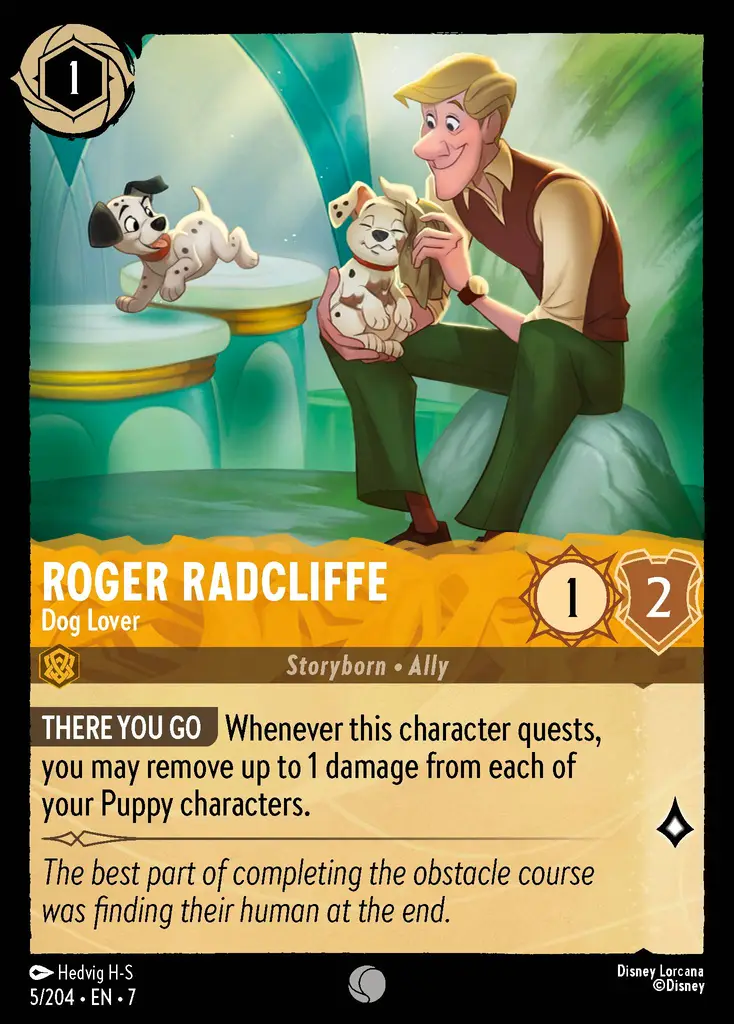 1
ROGER RADCLIFFE
Dog Lover
1 2
Storyborn • Ally
THERE YOU GO Whenever this character quests,
you may remove up to 1 damage from each of
your Puppy characters.
The best part of completing the obstacle course
was finding their human at the end.
Hedvig H-S
5/204 • EN • 7
Disney Lorcana
©Disney